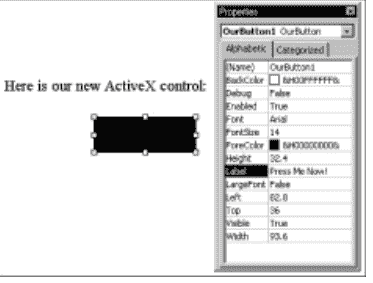 Properties
OurButton1 OurButton
Alphabetic Categorized
(Name) OurButton1
BackColor &H00FFFFFF&
Debug False
Enabled True
Font Arial
FontSize 14
ForeColor &H00000000&
Height 32.4
Label Press Me Now!
LargeFont False
Left 82.8
Top 36
Visible True
Width 93.6
Here is our new ActiveX control: